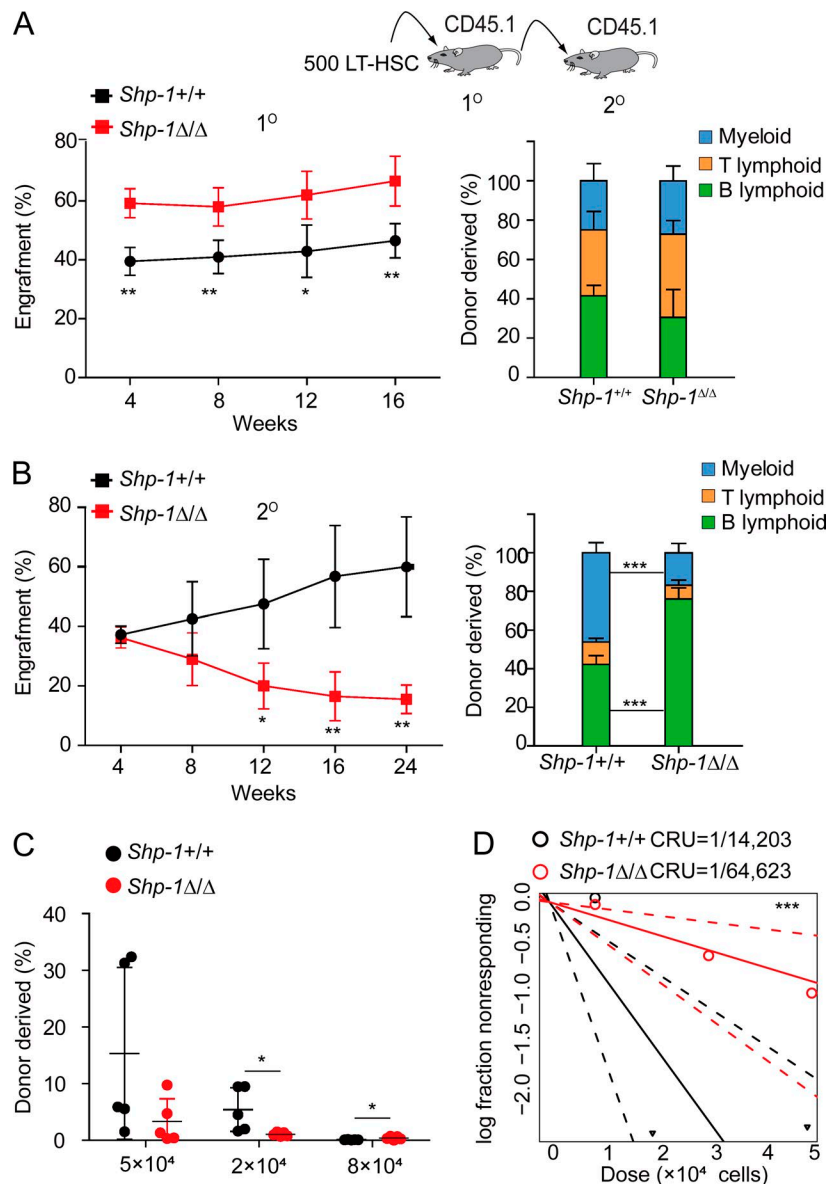 A
CD45.1
CD45.1
500 LT-HSC
1O
2O
Shp-1+/+
Shp-1Δ/Δ
1O
80
60
40
20
0
Engrafment (%)
**
**
*
**
4
8
12
16
Weeks
Myeloid
T lymphoid
B lymphoid
100
80
60
40
20
0
Donor derived (%)
Shp-1+/+
Shp-1Δ/Δ
B
Shp-1+/+
Shp-1Δ/Δ
2O
80
60
40
20
0
Engrafment (%)
*
**
**
4
8
12
16
24
Weeks
Myeloid
T lymphoid
B lymphoid
100
80
60
40
20
0
Donor derived (%)
***
***
Shp-1+/+
Shp-1Δ/Δ
C
Shp-1+/+
Shp-1Δ/Δ
40
30
20
10
0
Donor derived (%)
*
*
5×10⁴
2×10⁴
8×10⁴
D
Shp-1+/+ CRU=1/14,203
Shp-1Δ/Δ CRU=1/64,623
***
0.0
−0.5
−1.0
−1.5
−2.0
log fraction nonresponding
0
1
2
3
4
5
Dose (×10⁴ cells)